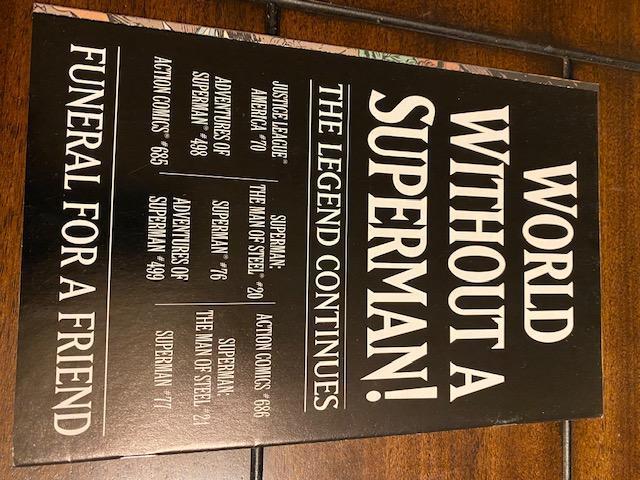 WORLD
WITHOUT A
SUPERMAN!
THE LEGEND CONTINUES
JUSTICE LEAGUE®
AMERICA #70
ADVENTURES OF
SUPERMAN® #498
ACTION COMICS® #685
SUPERMAN:
THE MAN OF STEEL® #20
SUPERMAN® #76
ADVENTURES OF
SUPERMAN #499
ACTION COMICS #686
SUPERMAN:
THE MAN OF STEEL #21
SUPERMAN #77
FUNERAL FOR A FRIEND